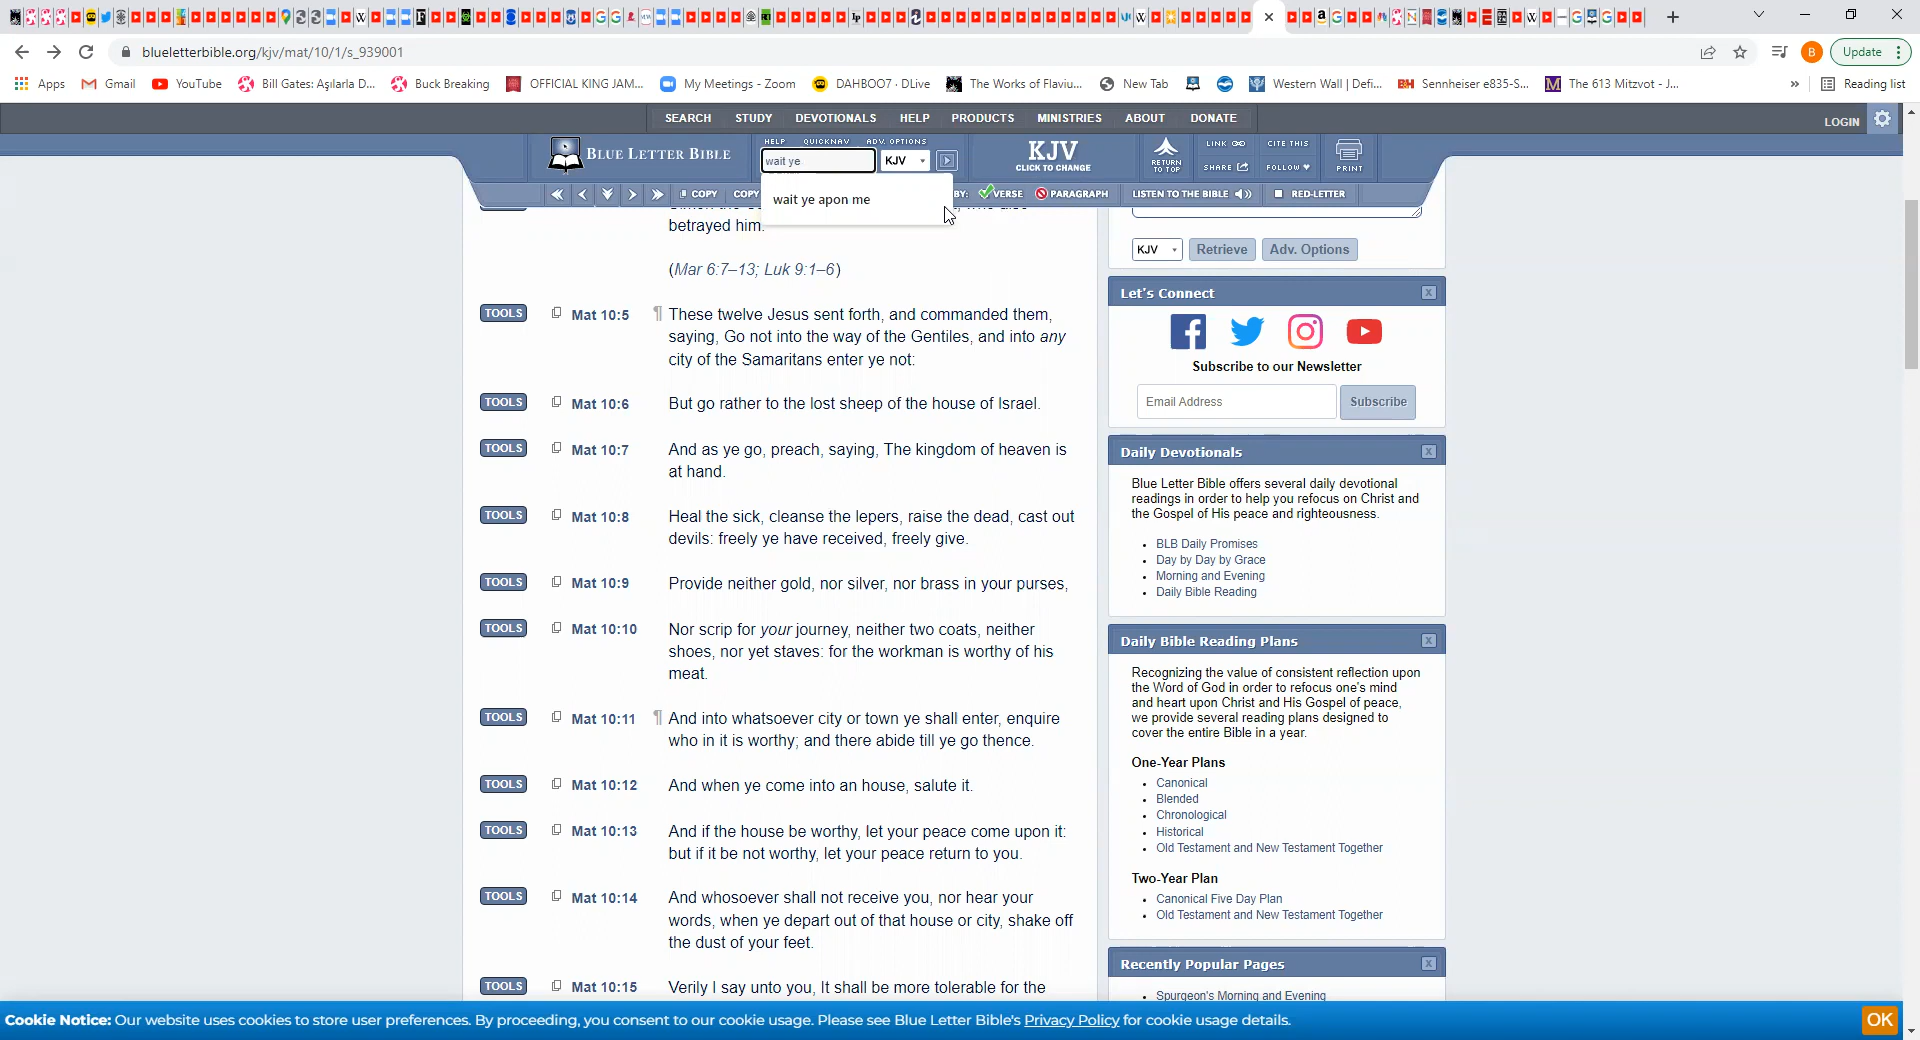 blueletterbible.org/kjv/mat/10/1/s_939001
Update
Apps
Gmail
YouTube
Bill Gates: Aşılarla D...
Buck Breaking
OFFICIAL KING JAM...
My Meetings - Zoom
DAHBOO7 · DLive
The Works of Flaviu...
New Tab
Western Wall | Defi...
Sennheiser e835-S...
The 613 Mitzvot - J...
»
Reading list
SEARCH STUDY DEVOTIONALS HELP PRODUCTS MINISTRIES ABOUT DONATE
LOGIN
BLUE LETTER BIBLE
HELP QUICKNAV ADV. OPTIONS
wait ye
KJV
wait ye apon me
KJV
CLICK TO CHANGE
RETURN
TO TOP
LINK
CITE THIS
SHARE
FOLLOW
PRINT
COPY
COPY
BY:
VERSE
PARAGRAPH
LISTEN TO THE BIBLE
RED-LETTER
betrayed him.
(Mar 6:7–13; Luk 9:1–6)
TOOLS Mat 10:5 ¶ These twelve Jesus sent forth, and commanded them,
saying, Go not into the way of the Gentiles, and into any
city of the Samaritans enter ye not:
TOOLS Mat 10:6 But go rather to the lost sheep of the house of Israel.
TOOLS Mat 10:7 And as ye go, preach, saying, The kingdom of heaven is
at hand.
TOOLS Mat 10:8 Heal the sick, cleanse the lepers, raise the dead, cast out
devils: freely ye have received, freely give.
TOOLS Mat 10:9 Provide neither gold, nor silver, nor brass in your purses,
TOOLS Mat 10:10 Nor scrip for your journey, neither two coats, neither
shoes, nor yet staves: for the workman is worthy of his
meat.
TOOLS Mat 10:11 ¶ And into whatsoever city or town ye shall enter, enquire
who in it is worthy; and there abide till ye go thence.
TOOLS Mat 10:12 And when ye come into an house, salute it.
TOOLS Mat 10:13 And if the house be worthy, let your peace come upon it:
but if it be not worthy, let your peace return to you.
TOOLS Mat 10:14 And whosoever shall not receive you, nor hear your
words, when ye depart out of that house or city, shake off
the dust of your feet.
TOOLS Mat 10:15 Verily I say unto you, It shall be more tolerable for the
KJV
Retrieve
Adv. Options
Let's Connect
Subscribe to our Newsletter
Email Address
Subscribe
Daily Devotionals
Blue Letter Bible offers several daily devotional
readings in order to help you refocus on Christ and
the Gospel of His peace and righteousness.
BLB Daily Promises
Day by Day by Grace
Morning and Evening
Daily Bible Reading
Daily Bible Reading Plans
Recognizing the value of consistent reflection upon
the Word of God in order to refocus one's mind
and heart upon Christ and His Gospel of peace,
we provide several reading plans designed to
cover the entire Bible in a year.
One-Year Plans
Canonical
Blended
Chronological
Historical
Old Testament and New Testament Together
Two-Year Plan
Canonical Five Day Plan
Old Testament and New Testament Together
Recently Popular Pages
Spurgeon's Morning and Evening
Cookie Notice: Our website uses cookies to store user preferences. By proceeding, you consent to our cookie usage. Please see Blue Letter Bible's Privacy Policy for cookie usage details.
OK